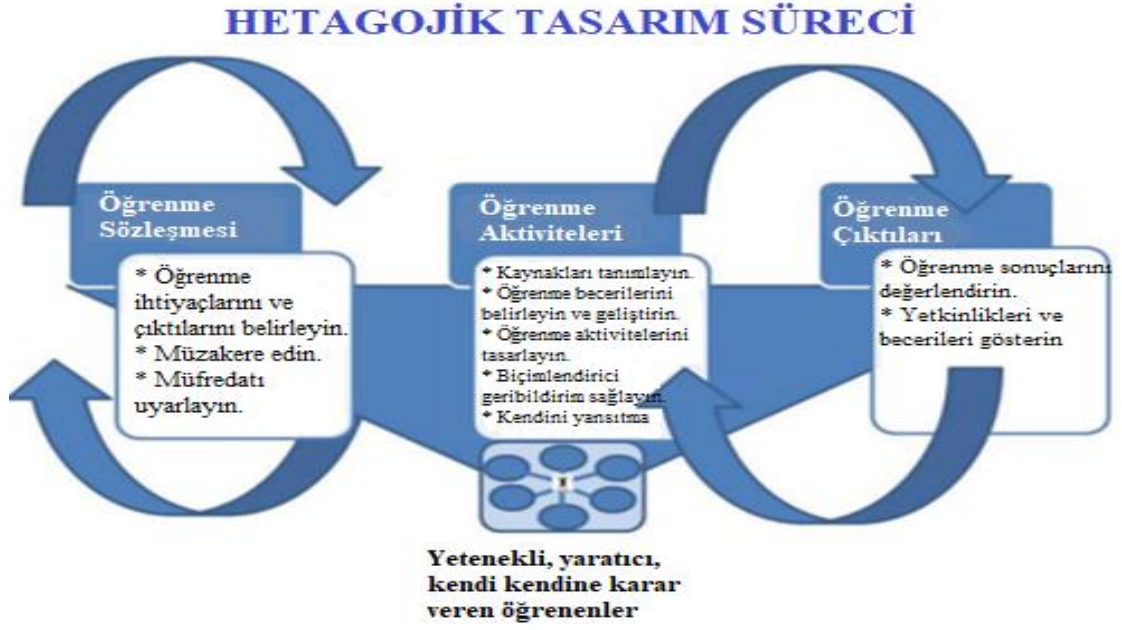 HETAGOJİK TASARIM SÜRECİ
Öğrenme
Sözleşmesi
* Öğrenme
ihtiyaçlarını ve
çıktılarını belirleyin.
* Müzakere edin.
* Müfredatı
uyarlayın.
Öğrenme
Aktiviteleri
* Kaynakları tanımlayın.
* Öğrenme becerilerini
belirleyin ve geliştirin.
* Öğrenme aktivitelerini
tasarlayın.
* Biçimlendirici
geribildirim sağlayın.
* Kendini yansıtma
Öğrenme
Çıktıları
* Öğrenme sonuçlarını
değerlendirin.
* Yetkinlikleri ve
becerileri gösterin
Yetenekli, yaratıcı,
kendi kendine karar
veren öğrenenler